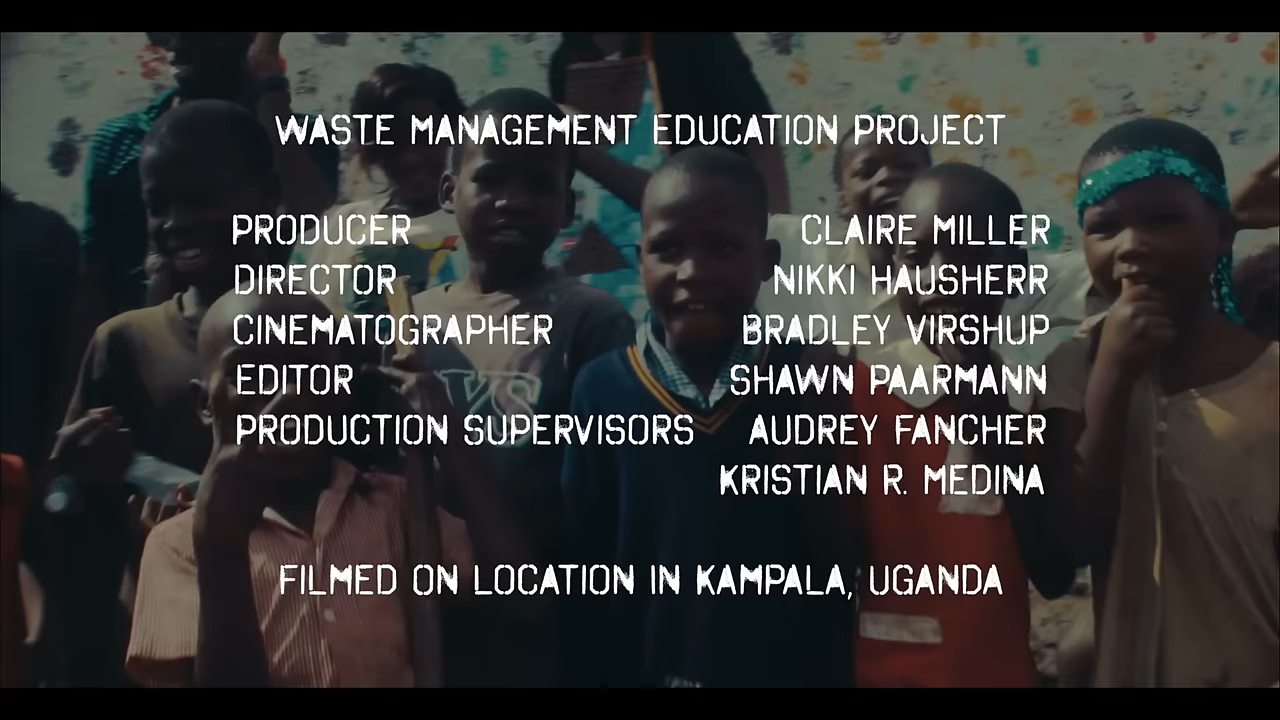 WASTE MANAGEMENT EDUCATION PROJECT
PRODUCER CLAIRE MILLER
DIRECTOR NIKKI HAUSHERR
CINEMATOGRAPHER BRADLEY VIRSHUP
EDITOR SHAWN PAARMANN
PRODUCTION SUPERVISORS AUDREY FANCHER
KRISTIAN R. MEDINA
VS
FILMED ON LOCATION IN KAMPALA, UGANDA